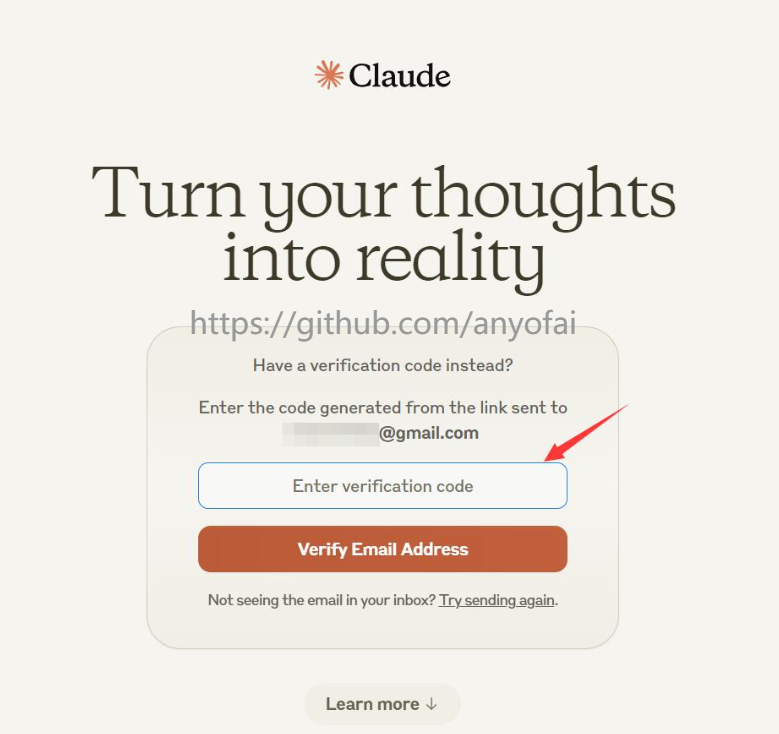 Claude
Turn your thoughts
into reality
https://github.com/anyofai
Have a verification code instead?
Enter the code generated from the link sent to
@gmail.com
Enter verification code
Verify Email Address
Not seeing the email in your inbox? Try sending again.
Learn more ↓